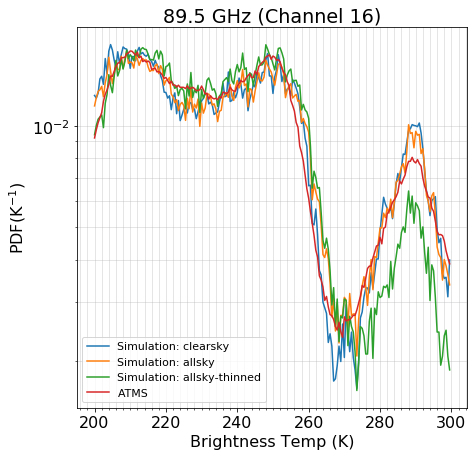 89.5 GHz (Channel 16)
PDF(K⁻¹)
10⁻²
Simulation: clearsky
Simulation: allsky
Simulation: allsky-thinned
ATMS
200 220 240 260 280 300
Brightness Temp (K)